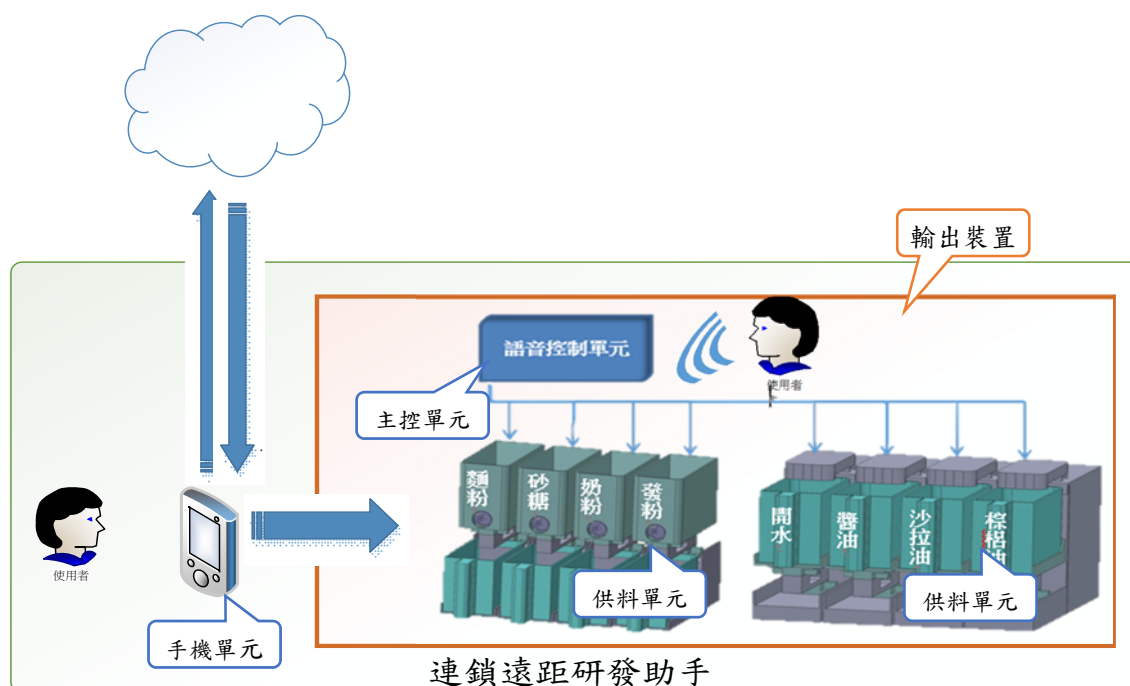 輸出裝置
語音控制單元
使用者
主控單元
麵粉
砂糖
奶粉
發粉
開水
醬油
沙拉油
棕梠油
使用者
供料單元
供料單元
手機單元
連鎖遠距研發助手